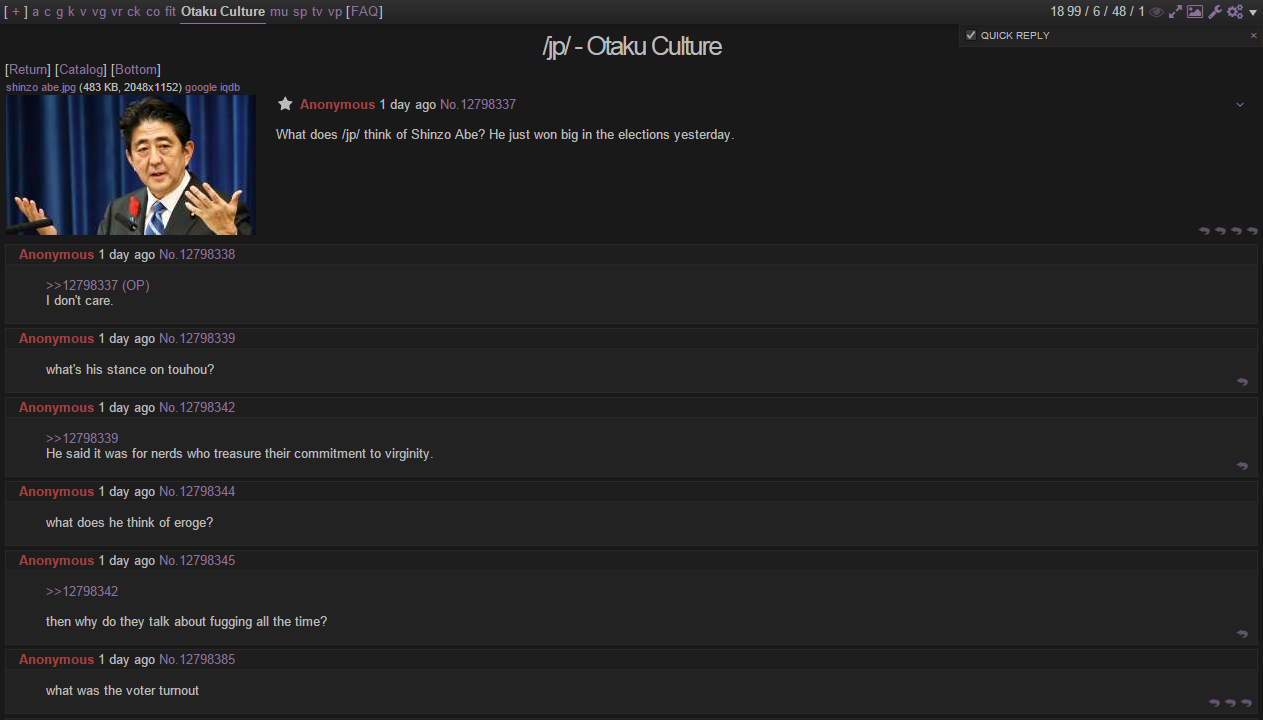 [ + ] a c g k v vg vr ck co fit Otaku Culture mu sp tv vp [FAQ]
18 99 / 6 / 48 / 1
QUICK REPLY ×
/jp/ - Otaku Culture
[Return] [Catalog] [Bottom]
shinzo abe.jpg (483 KB, 2048x1152) google iqdb
Anonymous 1 day ago No.12798337
What does /jp/ think of Shinzo Abe? He just won big in the elections yesterday.
Anonymous 1 day ago No.12798338
>>12798337 (OP)
I don't care.
Anonymous 1 day ago No.12798339
what's his stance on touhou?
Anonymous 1 day ago No.12798342
>>12798339
He said it was for nerds who treasure their commitment to virginity.
Anonymous 1 day ago No.12798344
what does he think of eroge?
Anonymous 1 day ago No.12798345
>>12798342
then why do they talk about fugging all the time?
Anonymous 1 day ago No.12798385
what was the voter turnout